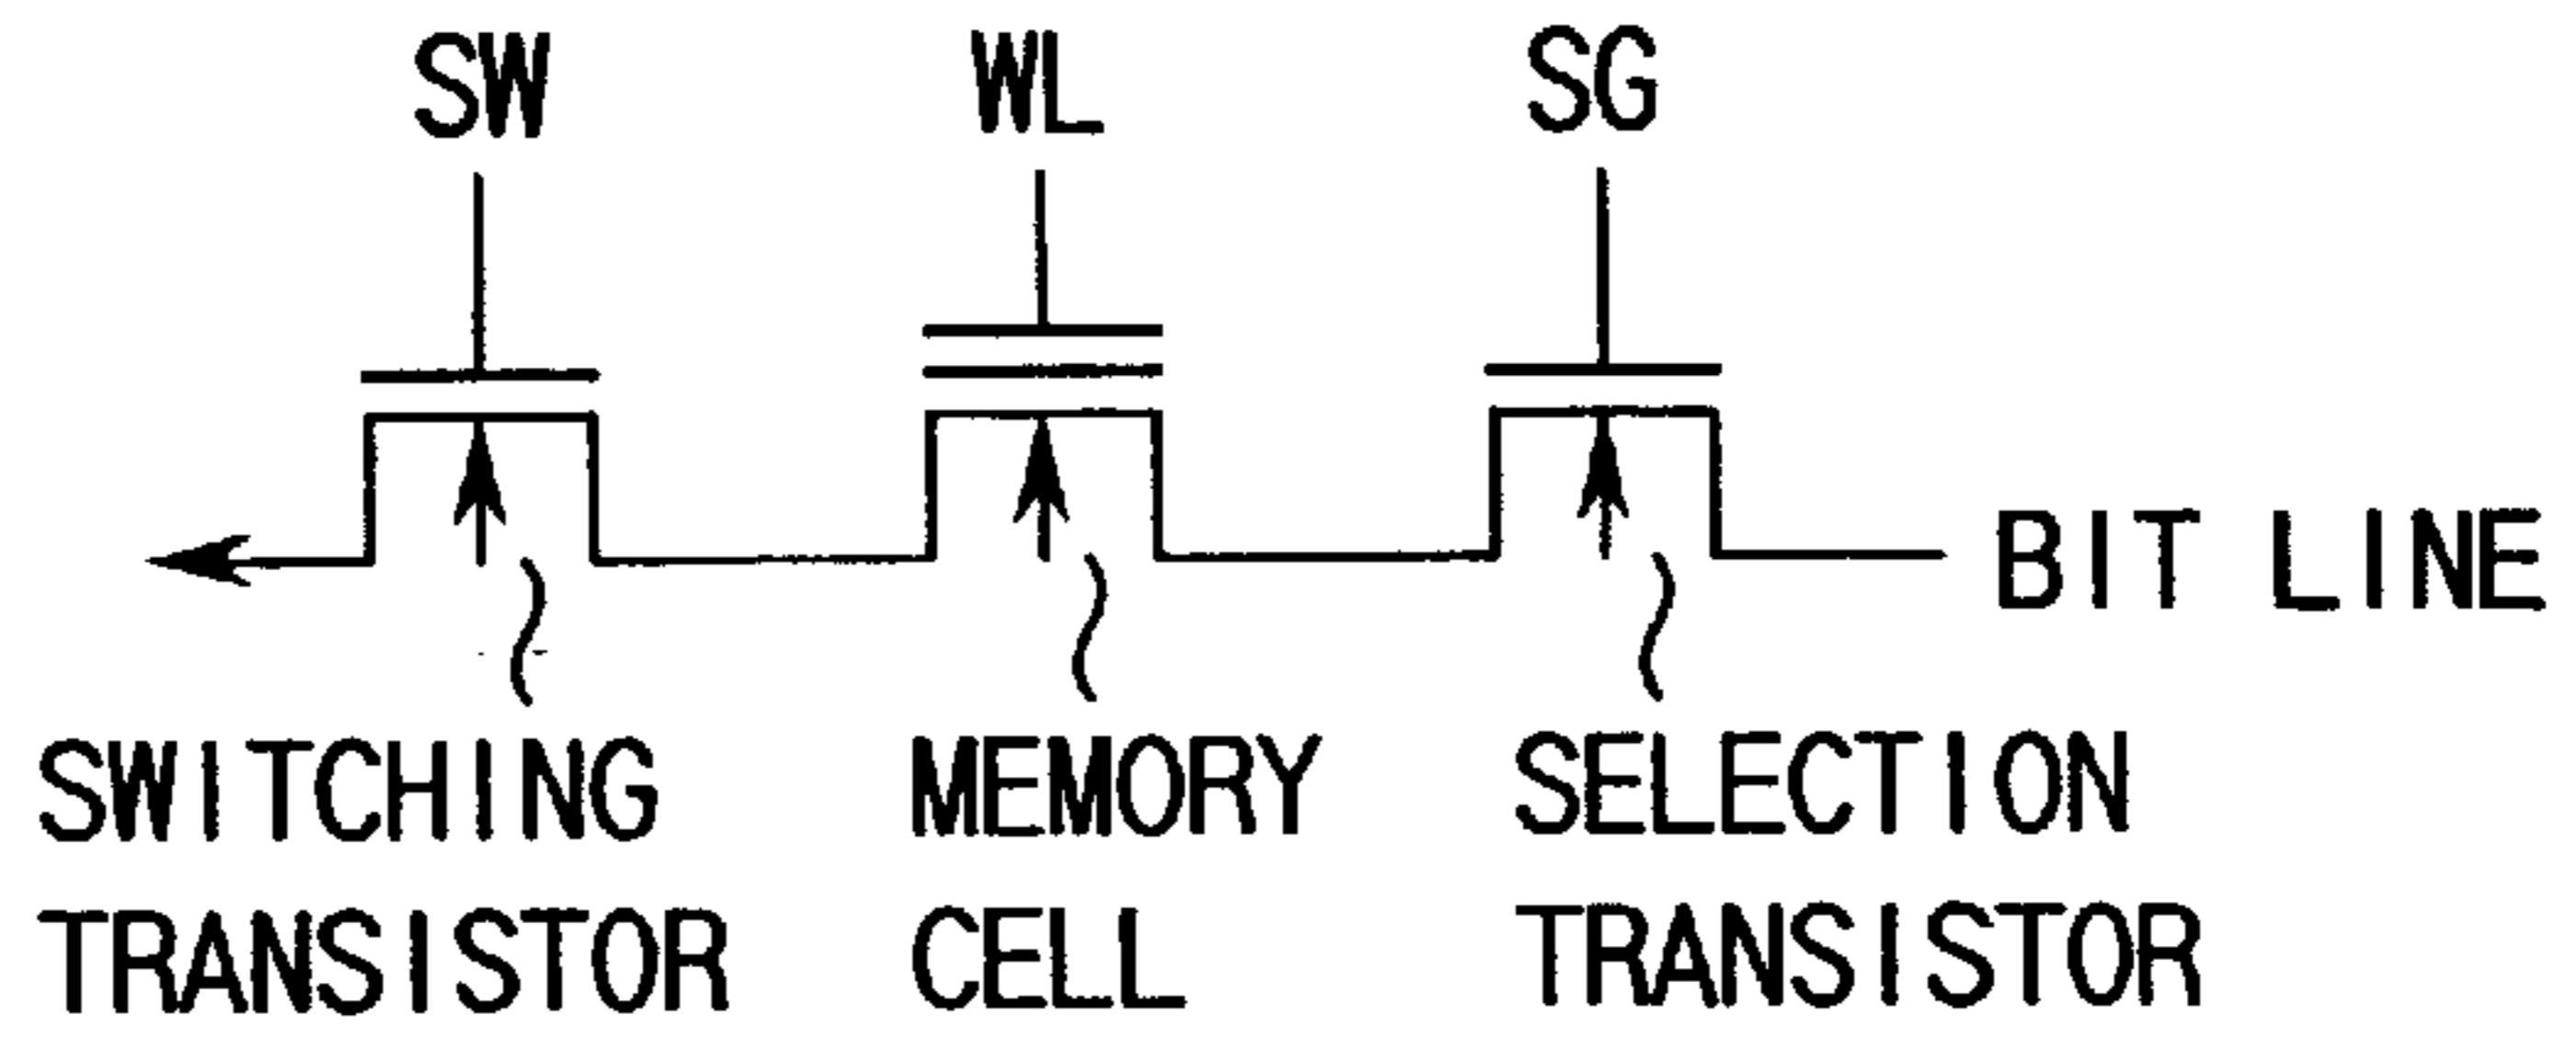 SW WL SG
BIT LINE
SWITCHING MEMORY SELECTION
TRANSISTOR CELL TRANSISTOR